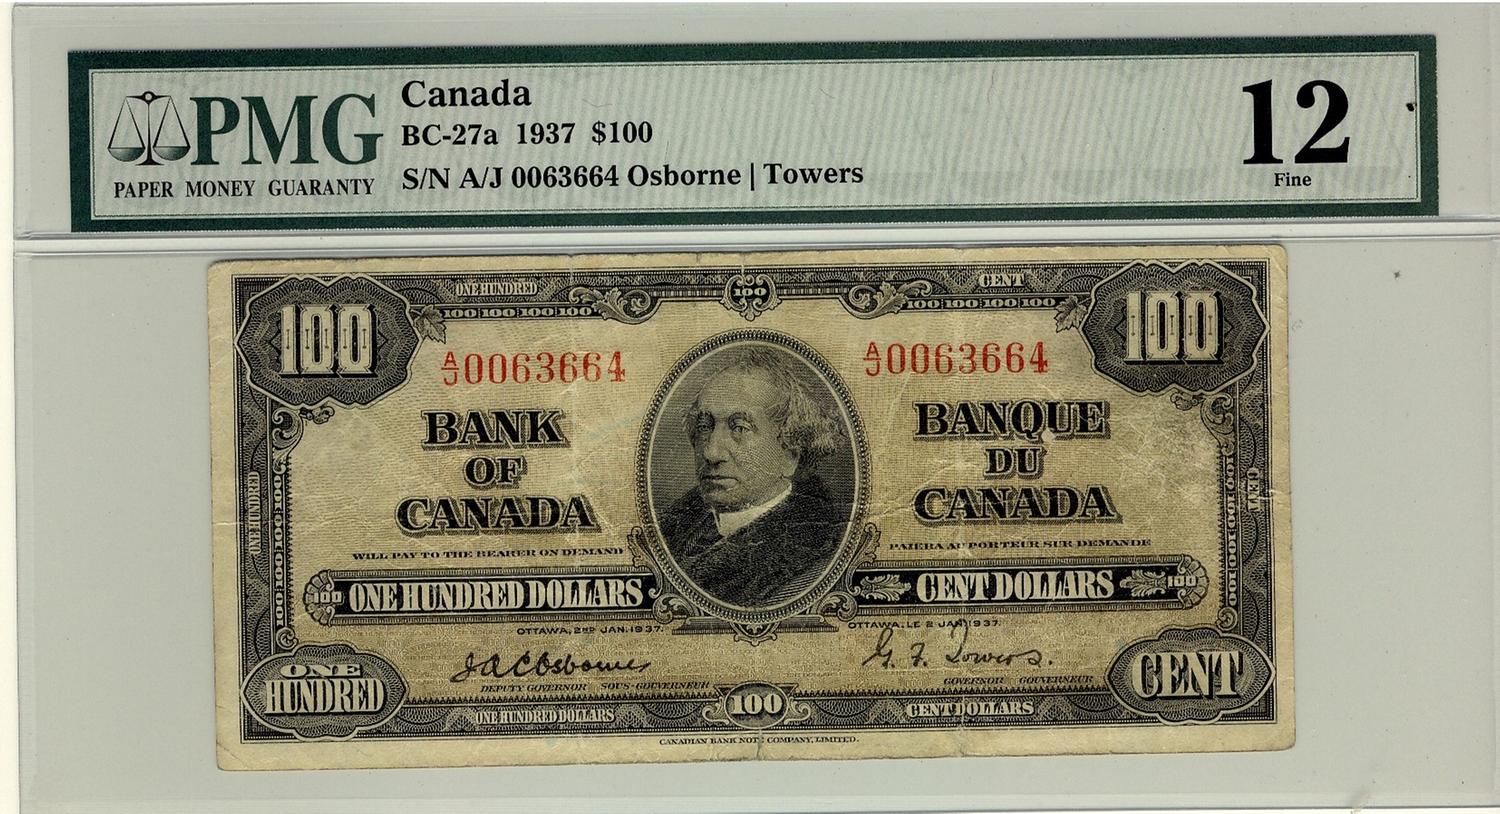 PMG
PAPER MONEY GUARANTY
Canada
BC-27a 1937 $100
S/N A/J 0063664 Osborne | Towers
12
Fine
ONE HUNDRED
100
CENT
100 100 100 100
100 100 100 100
100
100
A/J 0063664
A/J 0063664
BANK
OF
CANADA
BANQUE
DU
CANADA
ONE HUNDRED
CENT
WILL PAY TO THE BEARER ON DEMAND
PAIERA AU PORTEUR SUR DEMANDE
100 ONE HUNDRED DOLLARS
CENT DOLLARS 100
OTTAWA, 2ND JAN. 1937.
OTTAWA, LE 2 JAN. 1937
J.A.C. Osborne
G. F. Towers.
DEPUTY GOVERNOR SOUS-GOUVERNEUR
GOVERNOR GOUVERNEUR
ONE
HUNDRED
CENT
100
ONE HUNDRED DOLLARS
CENT DOLLARS
CANADIAN BANK NOTE COMPANY, LIMITED.